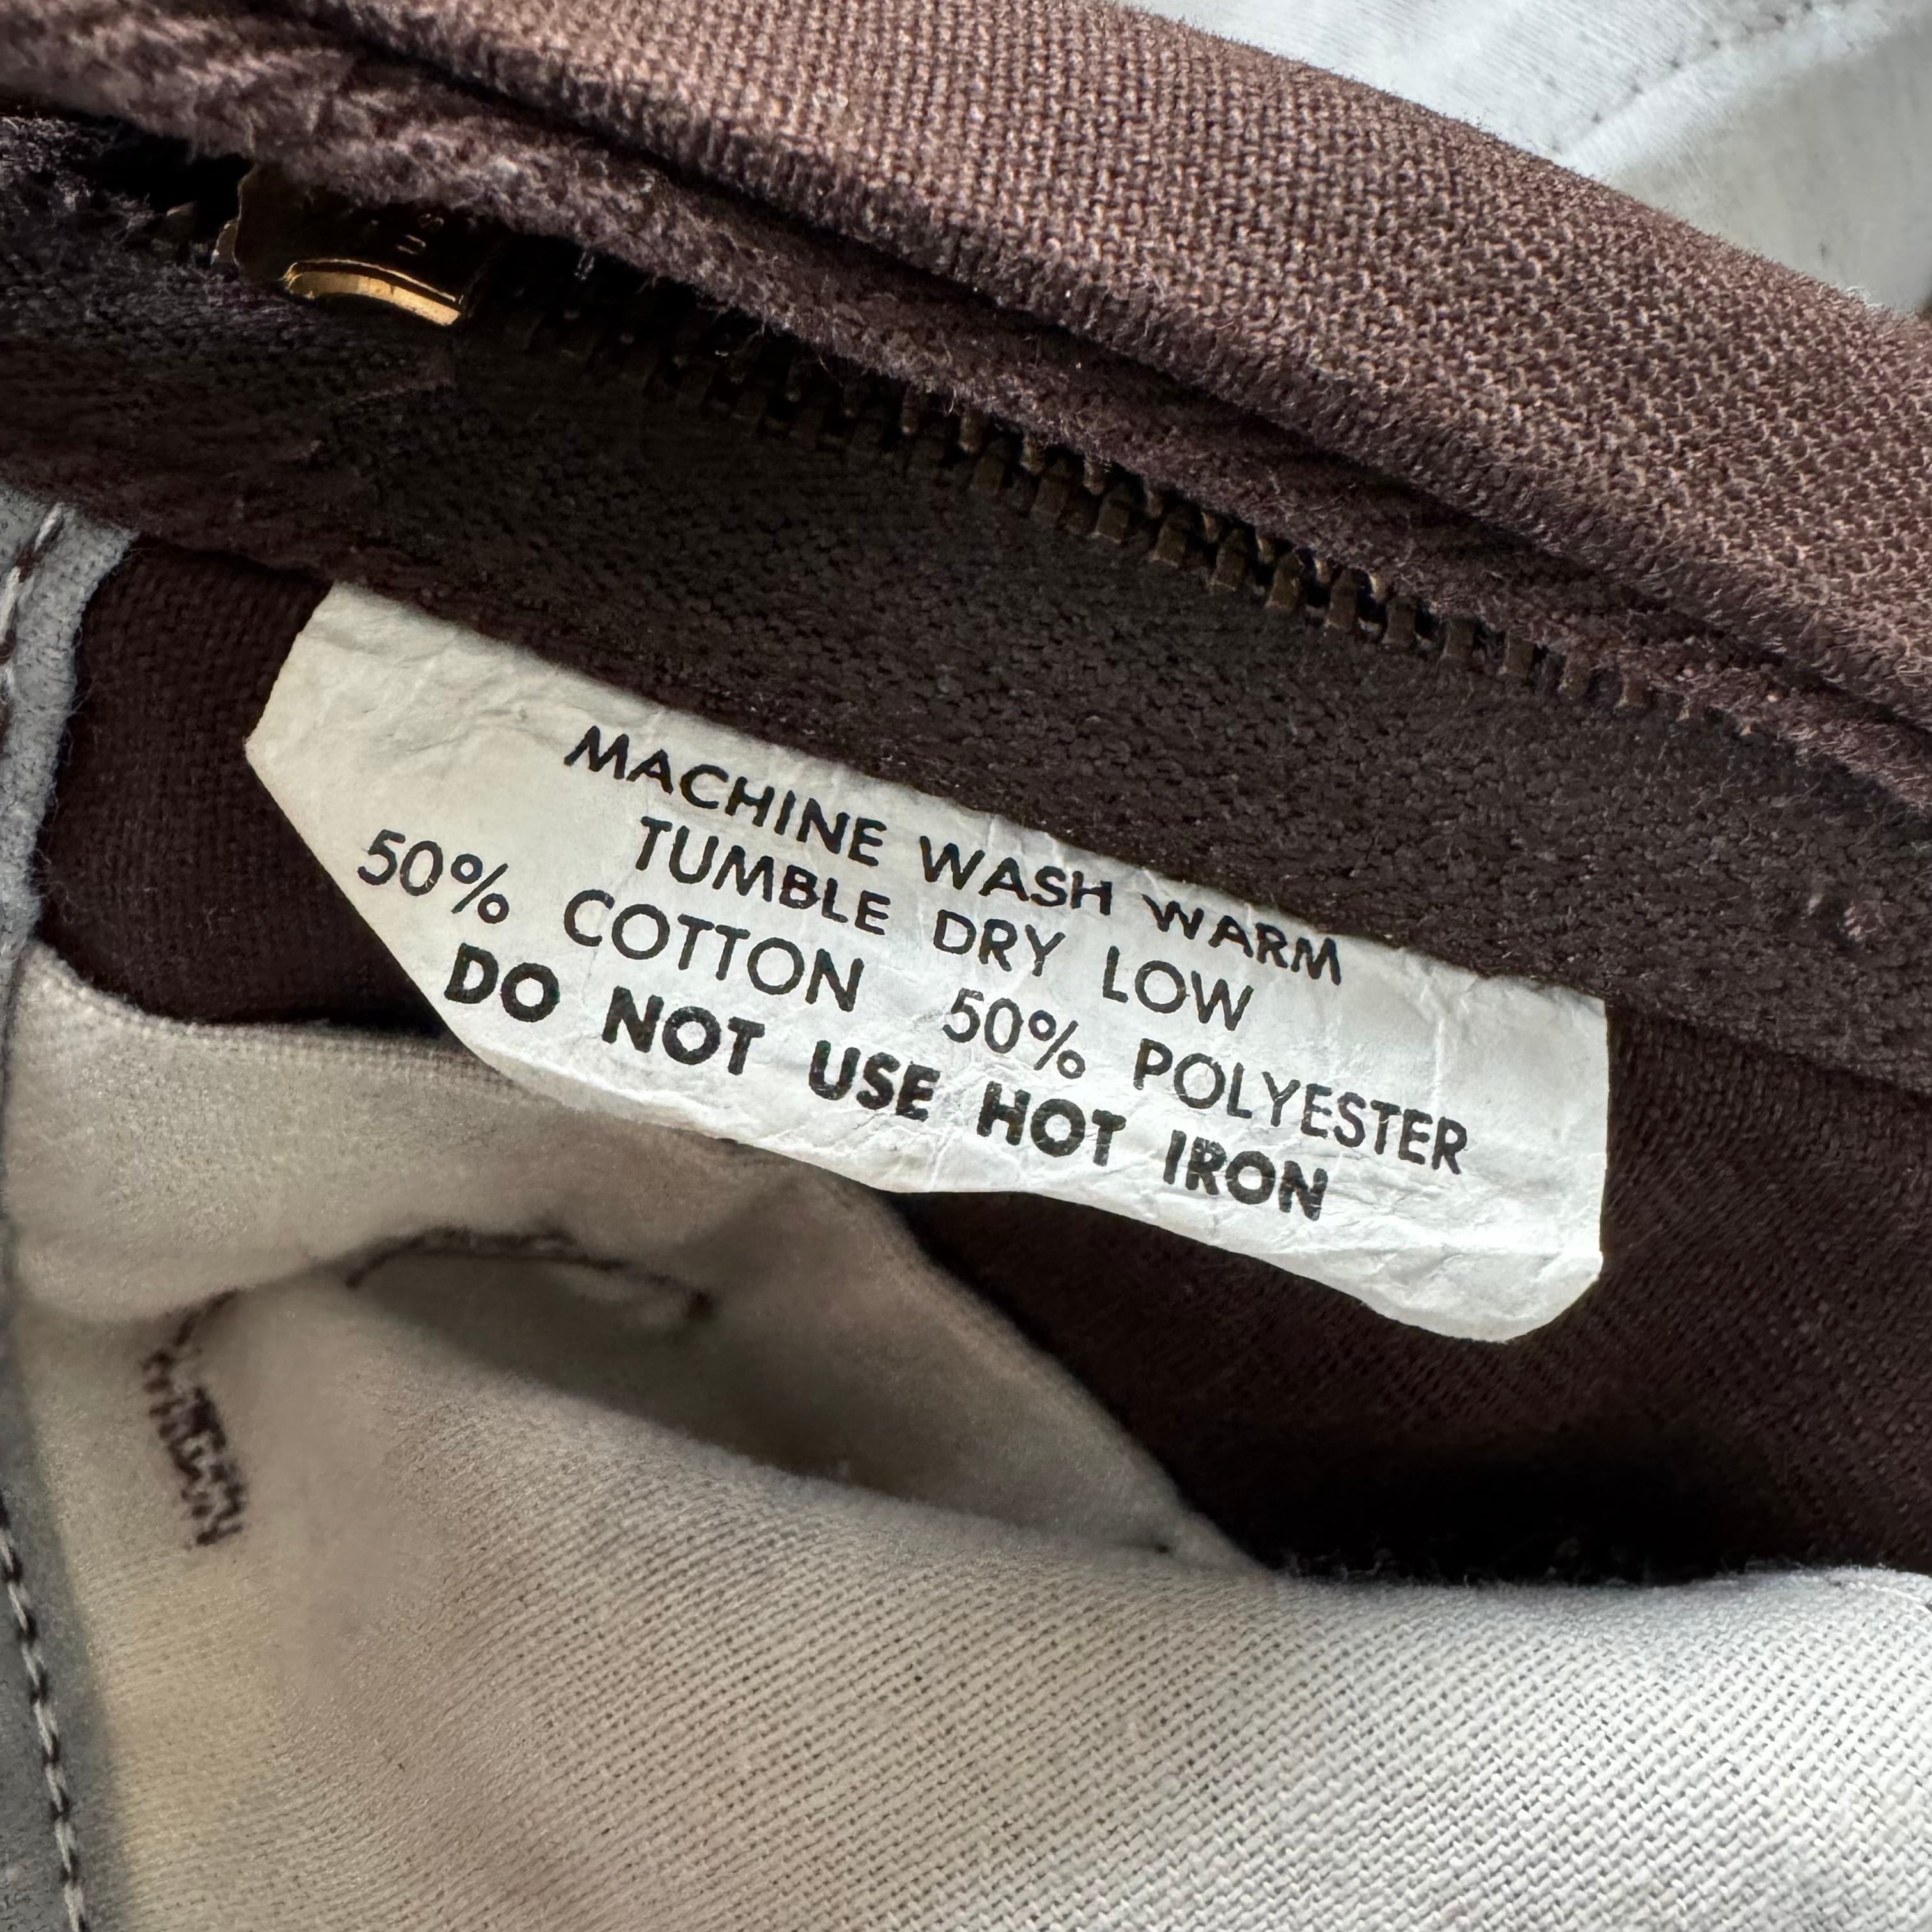 MACHINE WASH WARM
TUMBLE DRY LOW
50% COTTON 50% POLYESTER
DO NOT USE HOT IRON